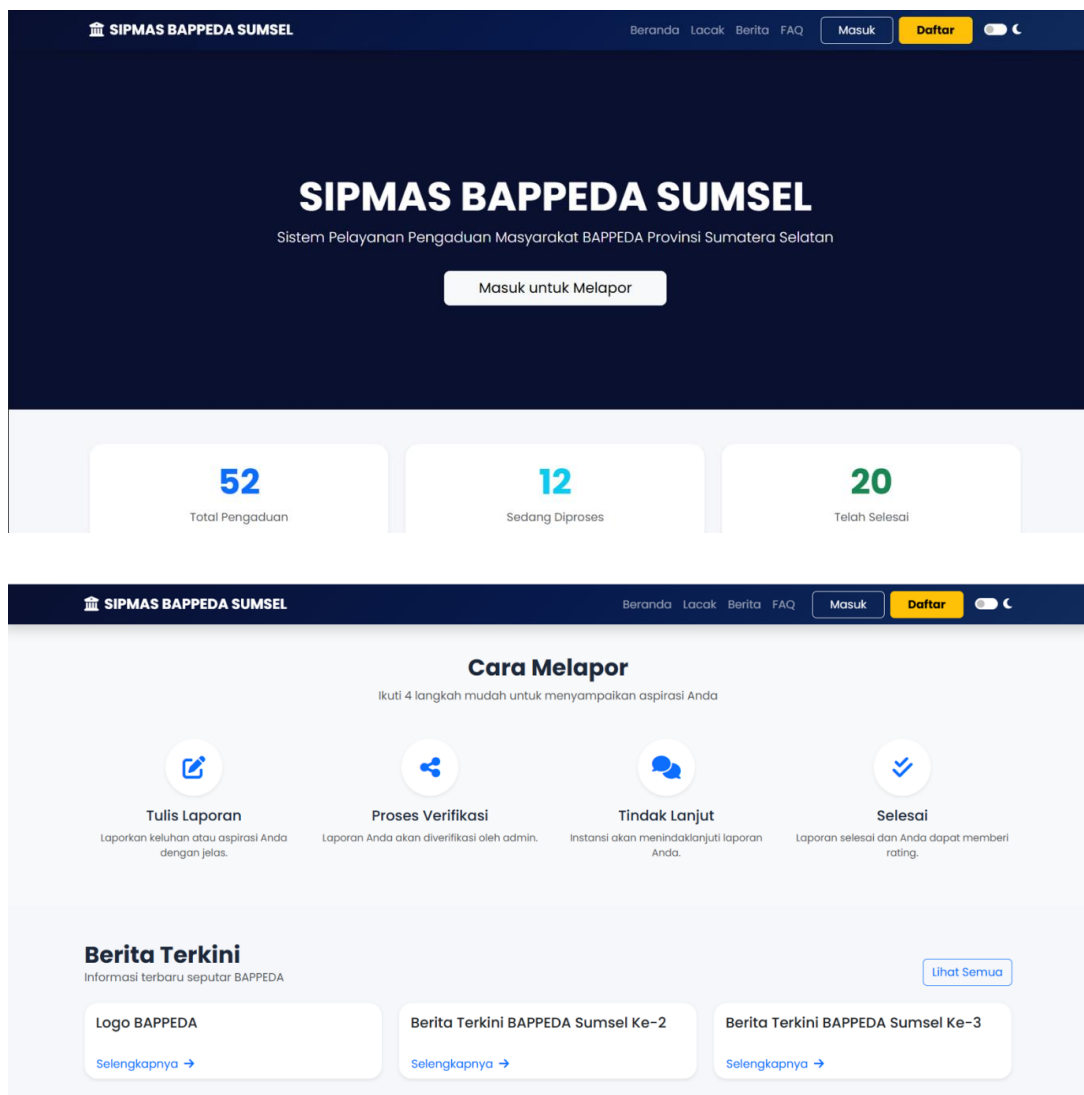 SIPMAS BAPPEDA SUMSEL
Beranda Lacak Berita FAQ Masuk Daftar
SIPMAS BAPPEDA SUMSEL
Sistem Pelayanan Pengaduan Masyarakat BAPPEDA Provinsi Sumatera Selatan
Masuk untuk Melapor
52
Total Pengaduan
12
Sedang Diproses
20
Telah Selesai
SIPMAS BAPPEDA SUMSEL
Beranda Lacak Berita FAQ Masuk Daftar
Cara Melapor
Ikuti 4 langkah mudah untuk menyampaikan aspirasi Anda
Tulis Laporan
Laporkan keluhan atau aspirasi Anda
dengan jelas.
Proses Verifikasi
Laporan Anda akan diverifikasi oleh admin.
Tindak Lanjut
Instansi akan menindaklanjuti laporan
Anda.
Selesai
Laporan selesai dan Anda dapat memberi
rating.
Berita Terkini
Informasi terbaru seputar BAPPEDA
Lihat Semua
Logo BAPPEDA
Selengkapnya →
Berita Terkini BAPPEDA Sumsel Ke-2
Selengkapnya →
Berita Terkini BAPPEDA Sumsel Ke-3
Selengkapnya →